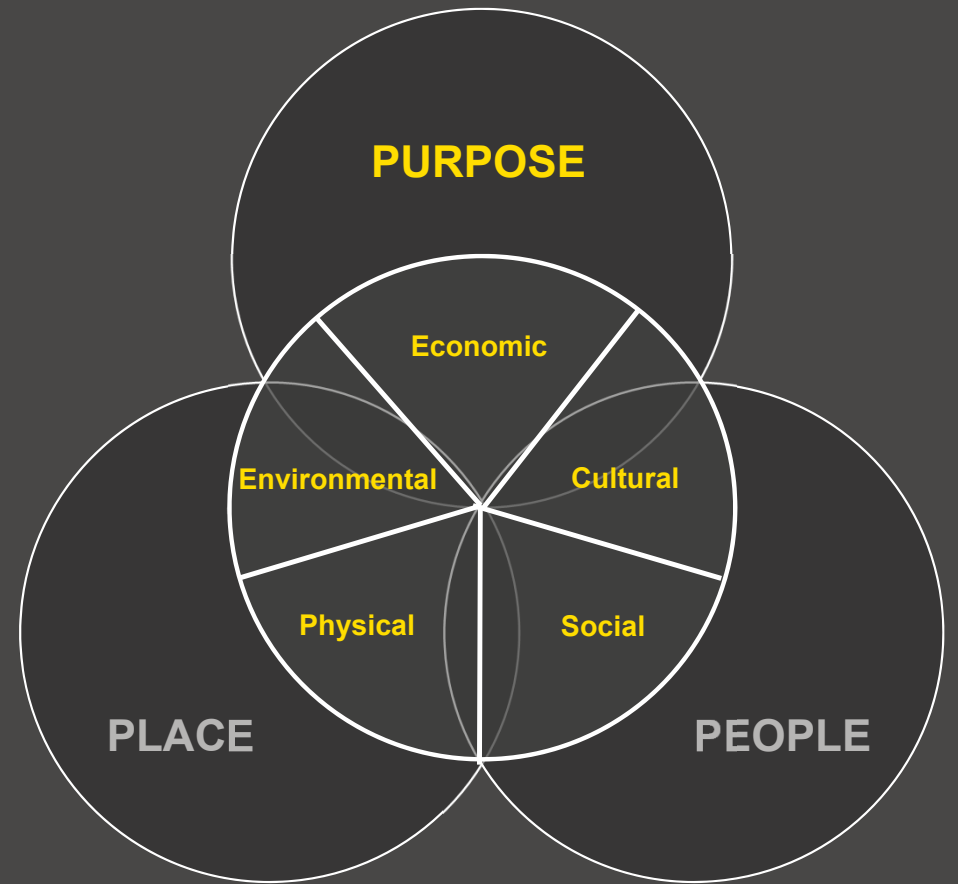 PURPOSE
Economic
Environmental
Cultural
Physical
Social
PLACE
PEOPLE